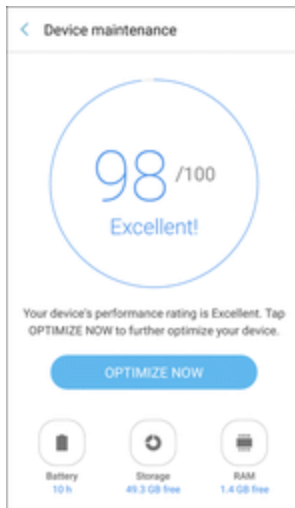 Device maintenance
98 /100
Excellent!
Your device's performance rating is Excellent. Tap
OPTIMIZE NOW to further optimize your device.
OPTIMIZE NOW
Battery Storage RAM
10 h 49.3 GB free 1.4 GB free